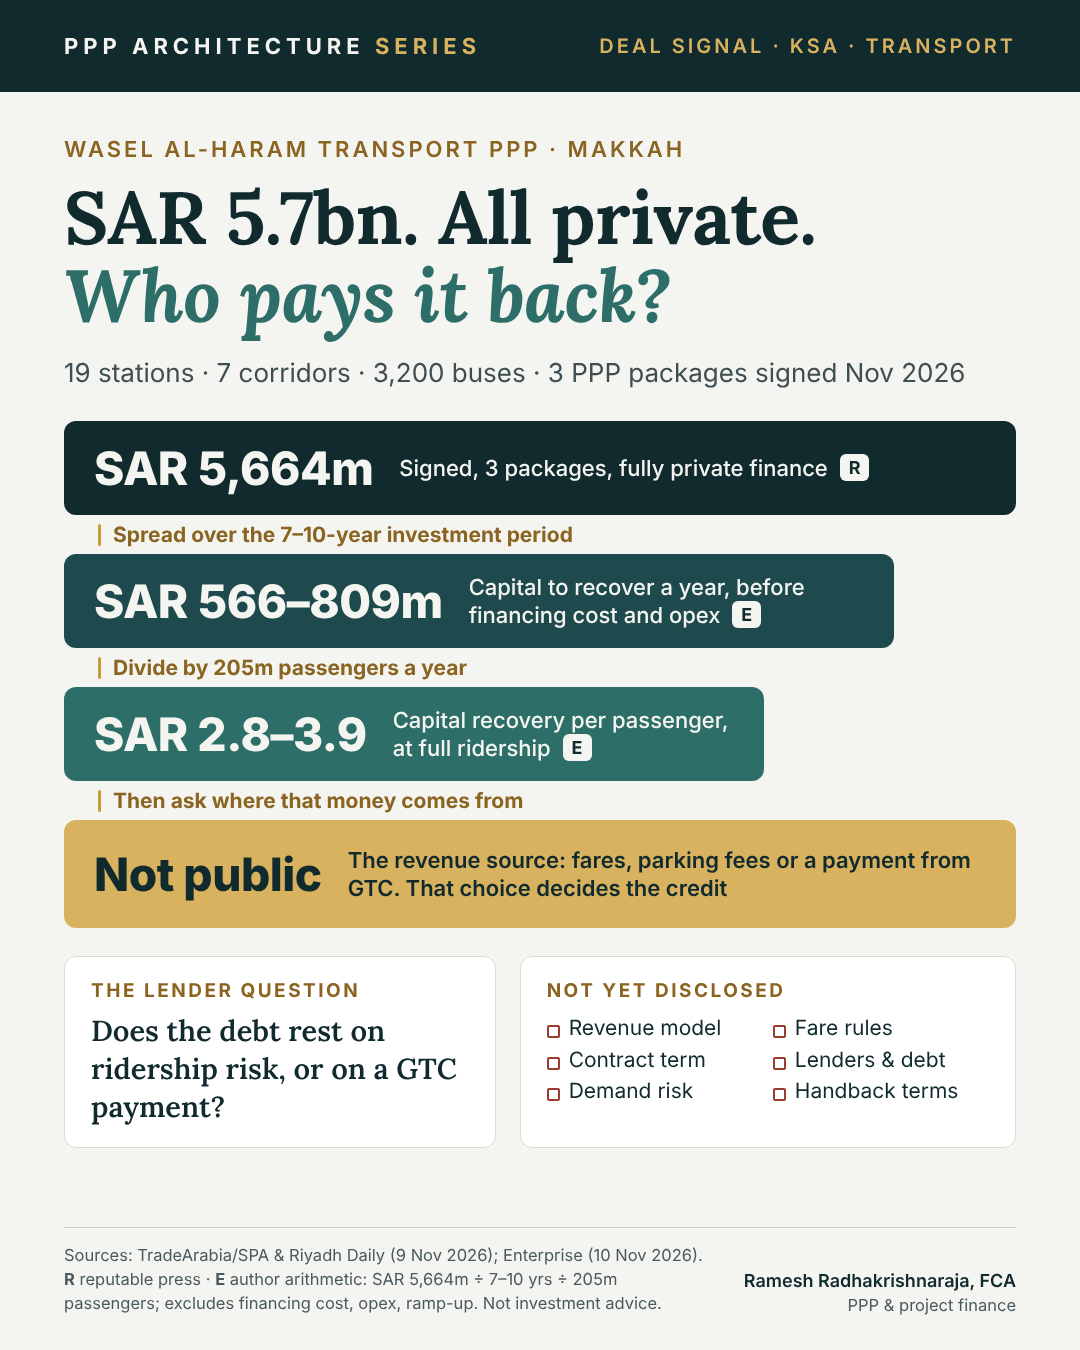 PPP ARCHITECTURE SERIES
DEAL SIGNAL · KSA · TRANSPORT
WASEL AL-HARAM TRANSPORT PPP · MAKKAH
SAR 5.7bn. All private.
Who pays it back?
19 stations · 7 corridors · 3,200 buses · 3 PPP packages signed Nov 2026
SAR 5,664m
Signed, 3 packages, fully private finance R
Spread over the 7–10-year investment period
SAR 566–809m
Capital to recover a year, before
financing cost and opex E
Divide by 205m passengers a year
SAR 2.8–3.9
Capital recovery per passenger,
at full ridership E
Then ask where that money comes from
Not public
The revenue source: fares, parking fees or a payment from
GTC. That choice decides the credit
THE LENDER QUESTION
Does the debt rest on
ridership risk, or on a GTC
payment?
NOT YET DISCLOSED
Revenue model
Contract term
Demand risk
Fare rules
Lenders & debt
Handback terms
Sources: TradeArabia/SPA & Riyadh Daily (9 Nov 2026); Enterprise (10 Nov 2026).
R reputable press · E author arithmetic: SAR 5,664m ÷ 7–10 yrs ÷ 205m
passengers; excludes financing cost, opex, ramp-up. Not investment advice.
Ramesh Radhakrishnaraja, FCA
PPP & project finance